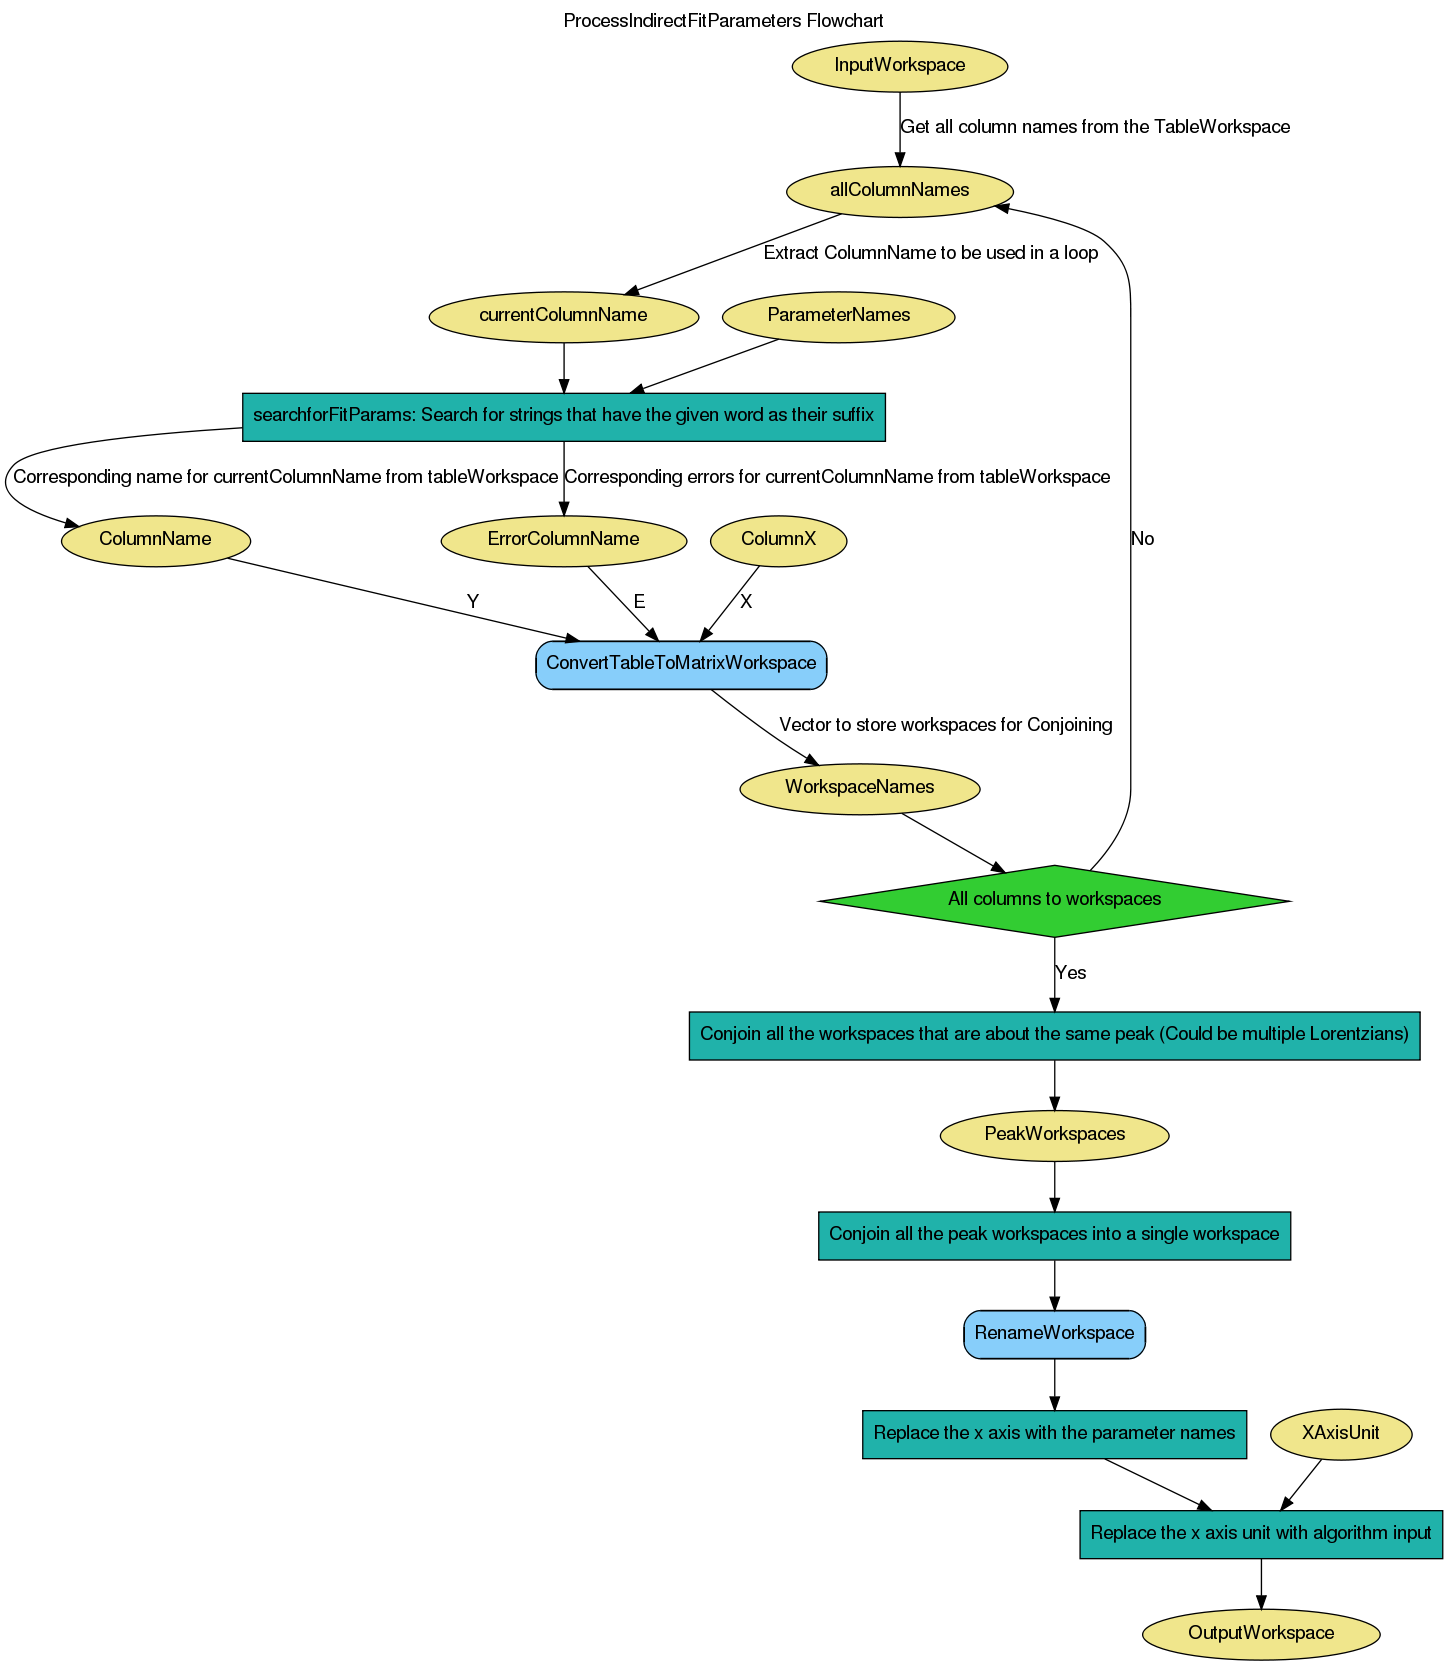 ProcessIndirectFitParameters Flowchart
InputWorkspace
Get all column names from the TableWorkspace
allColumnNames
Extract ColumnName to be used in a loop
currentColumnName
ParameterNames
searchforFitParams: Search for strings that have the given word as their suffix
Corresponding name for currentColumnName from tableWorkspace
Corresponding errors for currentColumnName from tableWorkspace
ColumnName
ErrorColumnName
ColumnX
No
Y
E
X
ConvertTableToMatrixWorkspace
Vector to store workspaces for Conjoining
WorkspaceNames
All columns to workspaces
Yes
Conjoin all the workspaces that are about the same peak (Could be multiple Lorentzians)
PeakWorkspaces
Conjoin all the peak workspaces into a single workspace
RenameWorkspace
Replace the x axis with the parameter names
XAxisUnit
Replace the x axis unit with algorithm input
OutputWorkspace